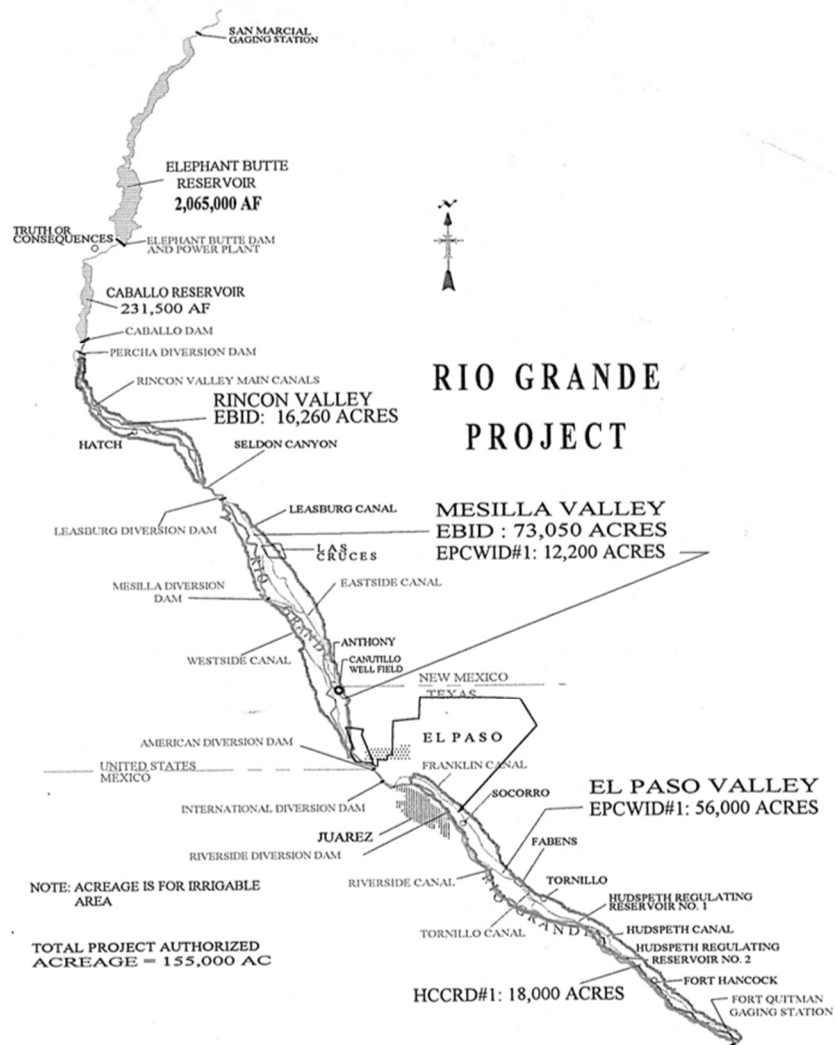 SAN MARCIAL
GAGING STATION
ELEPHANT BUTTE
RESERVOIR
2,065,000 AF
TRUTH OR
CONSEQUENCES
ELEPHANT BUTTE DAM
AND POWER PLANT
CABALLO RESERVOIR
231,500 AF
CABALLO DAM
PERCHA DIVERSION DAM
RINCON VALLEY MAIN CANALS
RINCON VALLEY
EBID: 16,260 ACRES
HATCH
SELDON CANYON
RIO GRANDE
PROJECT
LEASBURG CANAL
MESILLA VALLEY
EBID : 73,050 ACRES
EPCWID#1: 12,200 ACRES
LEASBURG DIVERSION DAM
LAS
CRUCES
MESILLA DIVERSION
DAM
EASTSIDE CANAL
RIO GRANDE
WESTSIDE CANAL
ANTHONY
CANUTILLO
WELL FIELD
NEW MEXICO
TEXAS
AMERICAN DIVERSION DAM
EL PASO
UNITED STATES
MEXICO
FRANKLIN CANAL
SOCORRO
EL PASO VALLEY
EPCWID#1: 56,000 ACRES
INTERNATIONAL DIVERSION DAM
JUAREZ
RIVERSIDE DIVERSION DAM
FABENS
RIVERSIDE CANAL
TORNILLO
NOTE: ACREAGE IS FOR IRRIGABLE
AREA
HUDSPETH REGULATING
RESERVOIR NO. 1
RIO GRANDE
TORNILLO CANAL
HUDSPETH CANAL
HUDSPETH REGULATING
RESERVOIR NO. 2
TOTAL PROJECT AUTHORIZED
ACREAGE = 155,000 AC
FORT HANCOCK
HCCRD#1: 18,000 ACRES
FORT QUITMAN
GAGING STATION